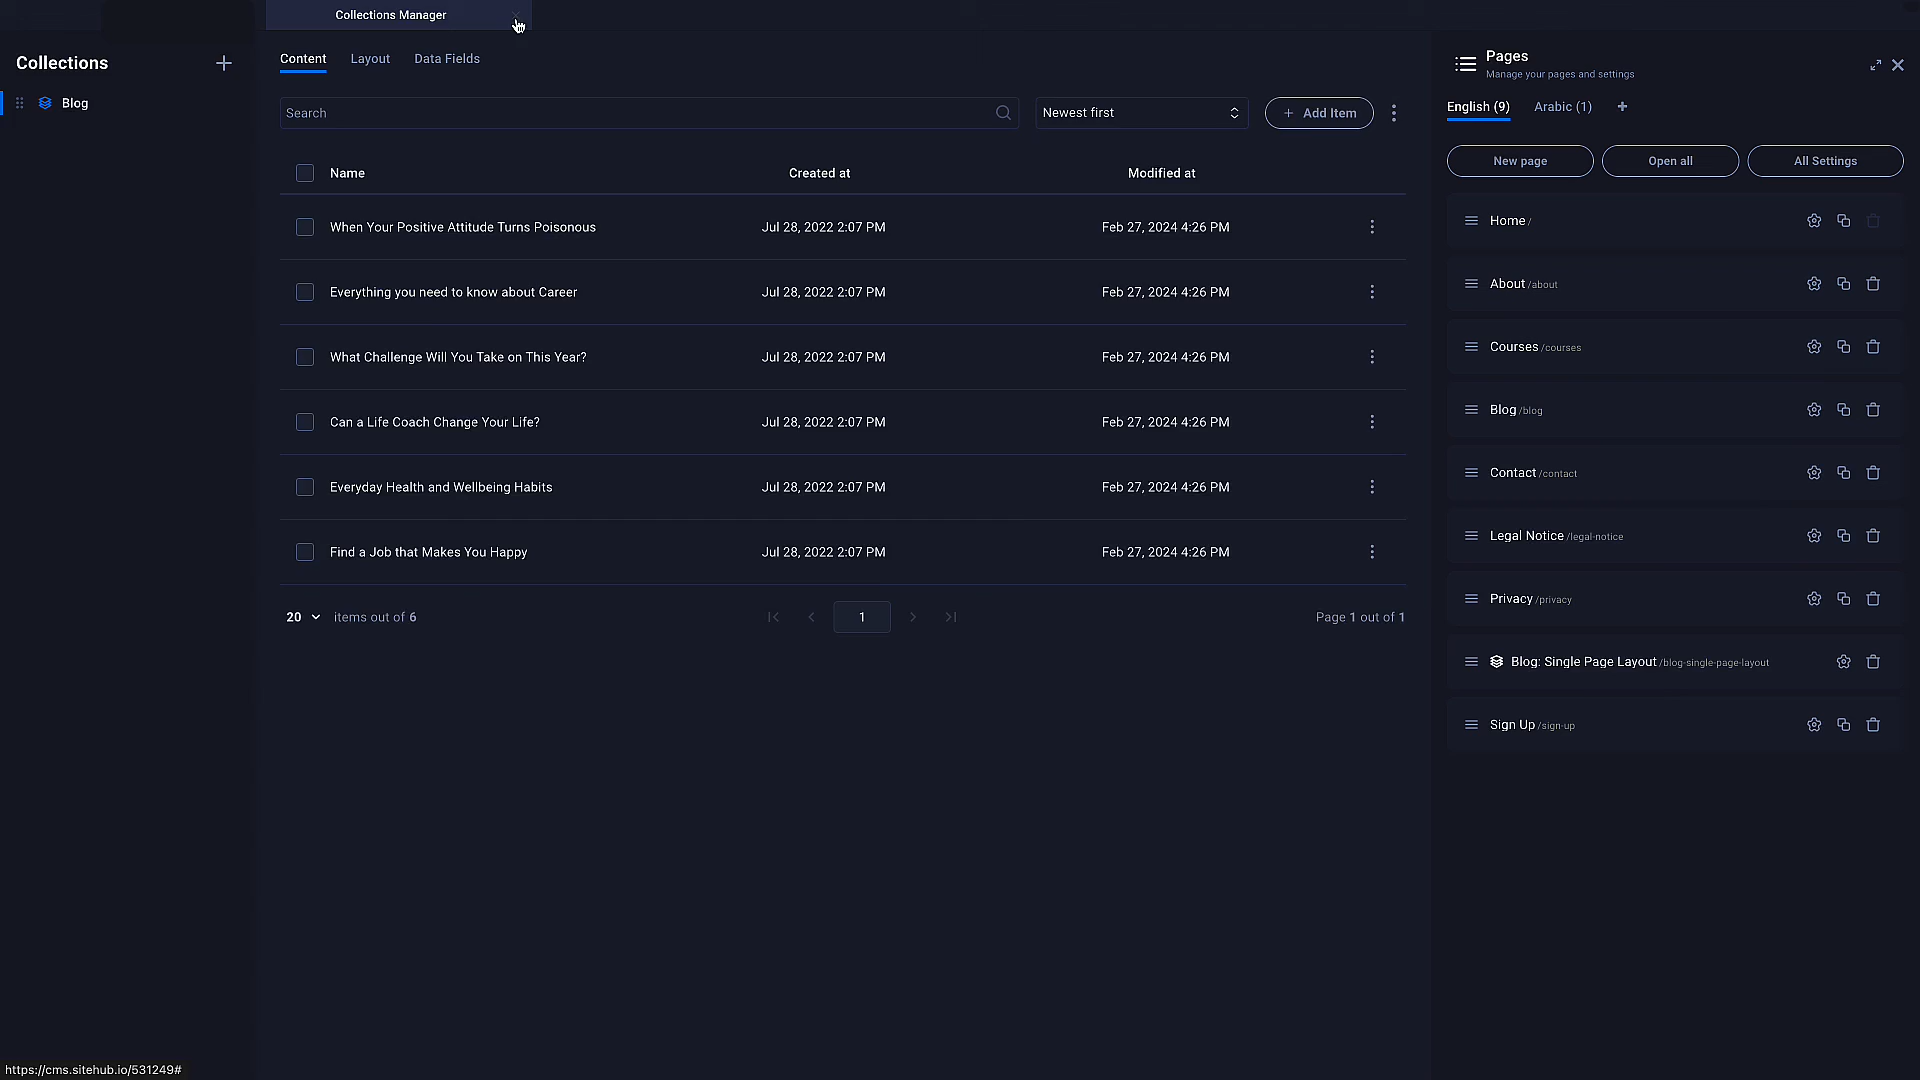 Collections Manager
Collections
Blog
Content
Layout
Data Fields
Search
Newest first
Add Item
Name
Created at
Modified at
When Your Positive Attitude Turns Poisonous
Jul 28, 2022 2:07 PM
Feb 27, 2024 4:26 PM
Everything you need to know about Career
Jul 28, 2022 2:07 PM
Feb 27, 2024 4:26 PM
What Challenge Will You Take on This Year?
Jul 28, 2022 2:07 PM
Feb 27, 2024 4:26 PM
Can a Life Coach Change Your Life?
Jul 28, 2022 2:07 PM
Feb 27, 2024 4:26 PM
Everyday Health and Wellbeing Habits
Jul 28, 2022 2:07 PM
Feb 27, 2024 4:26 PM
Find a Job that Makes You Happy
Jul 28, 2022 2:07 PM
Feb 27, 2024 4:26 PM
20 items out of 6
1
Page 1 out of 1
Pages
Manage your pages and settings
English (9)
Arabic (1)
New page
Open all
All Settings
Home /
About /about
Courses /courses
Blog /blog
Contact /contact
Legal Notice /legal-notice
Privacy /privacy
Blog: Single Page Layout /blog-single-page-layout
Sign Up /sign-up
https://cms.sitehub.io/531249#